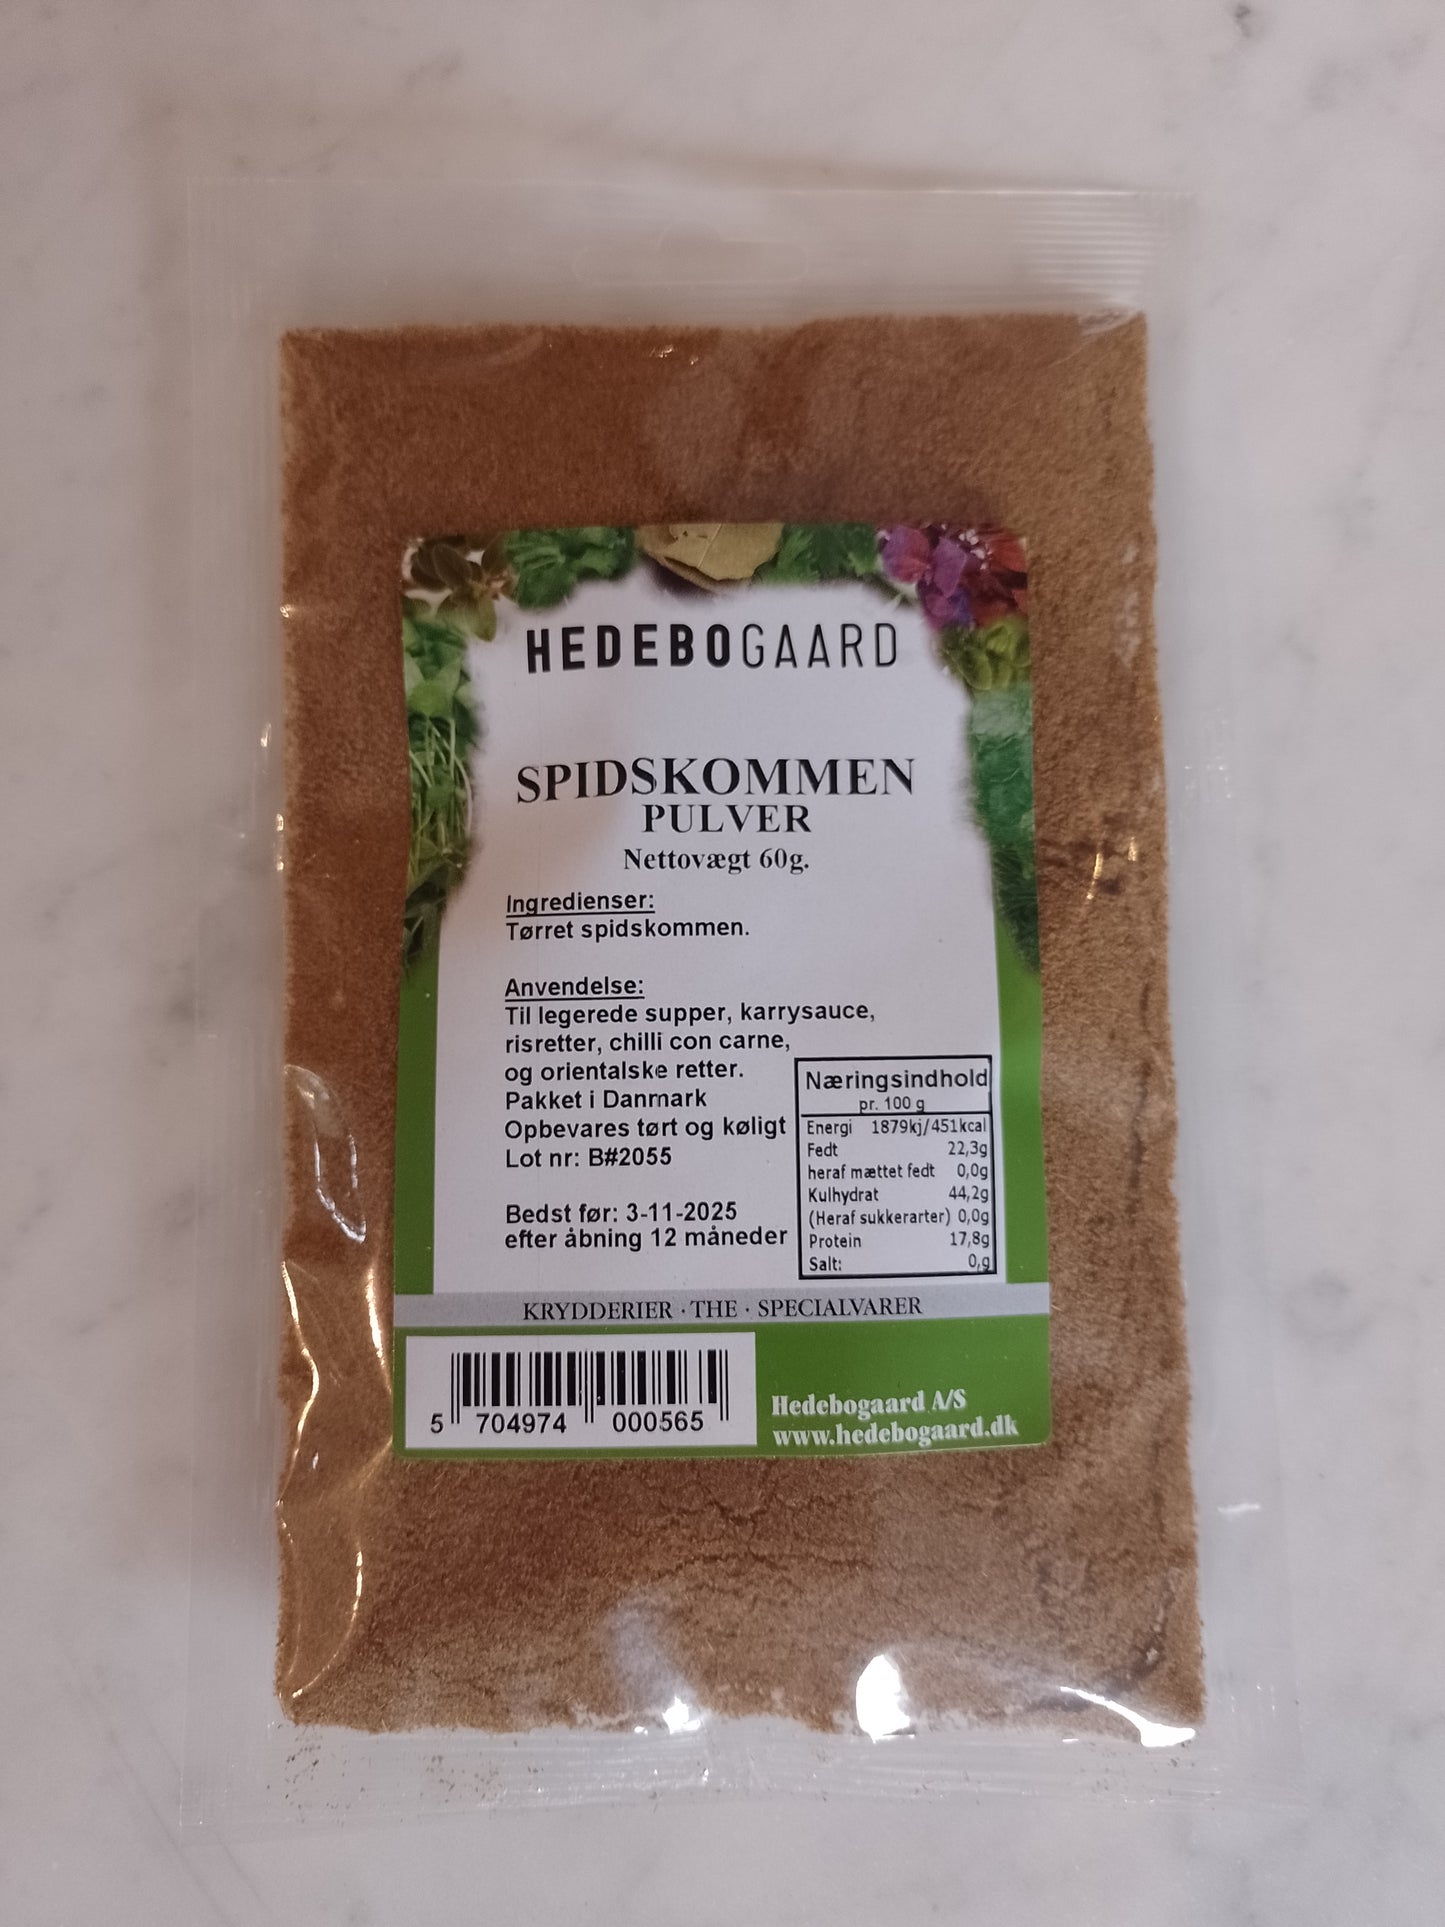 HEDEBOGAARD
SPIDSKOMMEN
PULVER
Nettovægt 60g.
Ingredienser:
Tørret spidskommen.
Anvendelse:
Til legerede supper, karrysauce,
risretter, chilli con carne,
og orientalske retter.
Pakket i Danmark
Opbevares tørt og køligt
Lot nr: B#2055
Bedst før: 3-11-2025
efter åbning 12 måneder
Næringsindhold
pr. 100 g
Energi 1879kj/451kcal
Fedt 22,3g
heraf mættet fedt 0,0g
Kulhydrat 44,2g
(Heraf sukkerarter) 0,0g
Protein 17,8g
Salt: 0,g
KRYDDERIER · THE · SPECIALVARER
5 704974 000565
Hedebogaard A/S
www.hedebogaard.dk